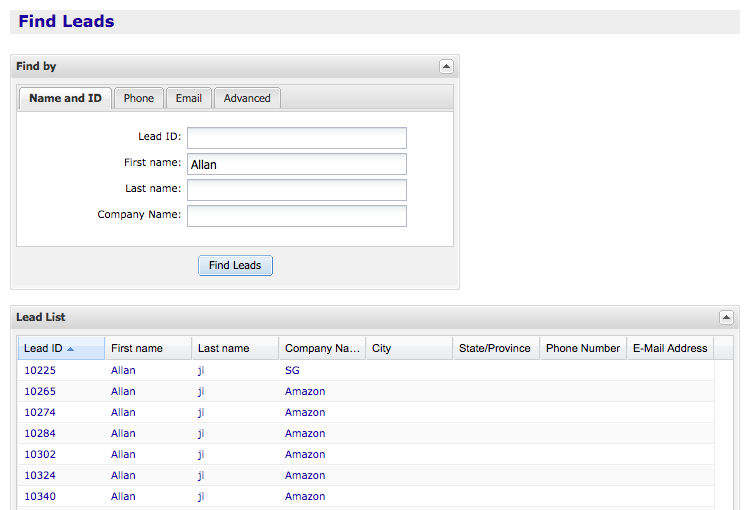 Find Leads
Find by
Name and ID Phone Email Advanced
Lead ID:
First name: Allan
Last name:
Company Name:
Find Leads
Lead List
Lead ID First name Last name Company Na... City State/Province Phone Number E-Mail Address
10225 Allan ji SG
10265 Allan ji Amazon
10274 Allan ji Amazon
10284 Allan ji Amazon
10302 Allan ji Amazon
10324 Allan ji Amazon
10340 Allan ji Amazon